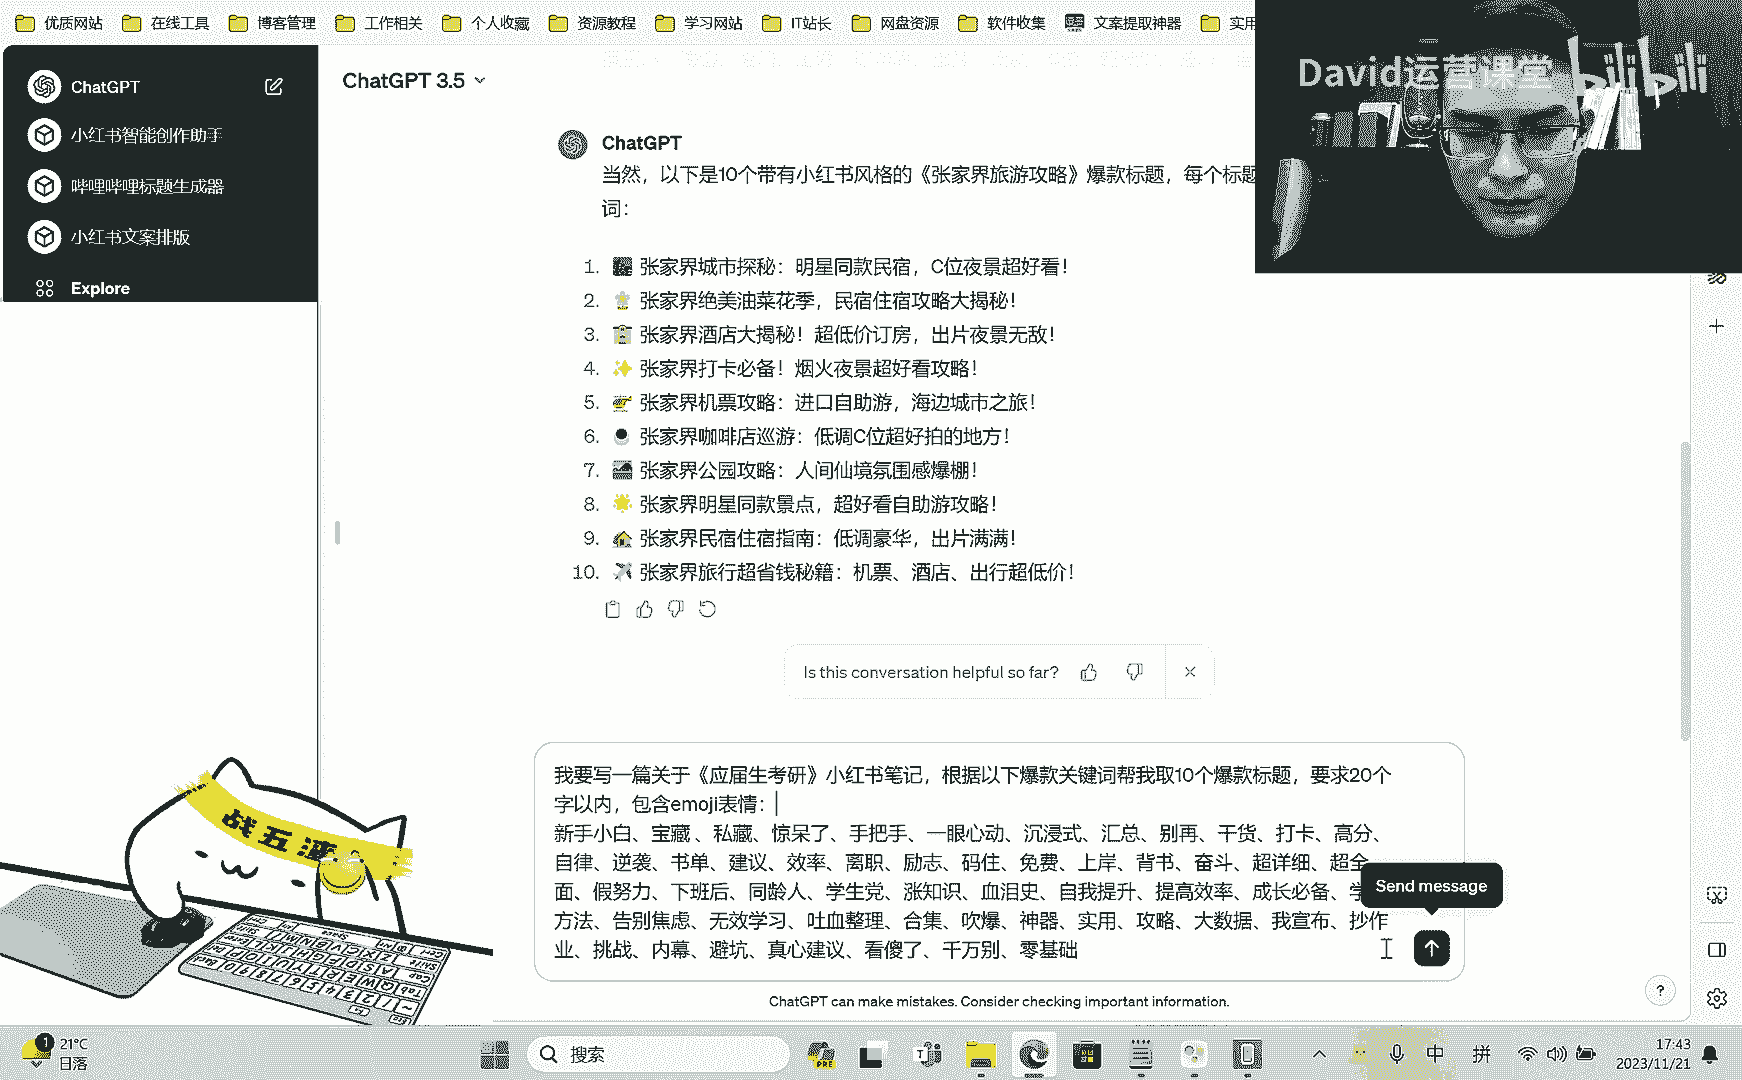 优质网站 在线工具 博客管理 工作相关 个人收藏 资源教程 学习网站 IT站长 网盘资源 软件收集 文案提取神器 实用
David运营课堂 bilibili
ChatGPT
小红书智能创作助手
哔哩哔哩标题生成器
小红书文案排版
Explore
ChatGPT 3.5
ChatGPT
当然，以下是10个带有小红书风格的《张家界旅游攻略》爆款标题，每个标题
词：
1. 张家界城市探秘：明星同款民宿，C位夜景超好看！
2. 张家界绝美油菜花季，民宿住宿攻略大揭秘！
3. 张家界酒店大揭秘！超低价订房，出片夜景无敌！
4. ✨ 张家界打卡必备！烟火夜景超好看攻略！
5. 张家界机票攻略：进口自助游，海边城市之旅！
6. 张家界咖啡店巡游：低调C位超好拍的地方！
7. 张家界公园攻略：人间仙境氛围感爆棚！
8. 🌟 张家界明星同款景点，超好看自助游攻略！
9. 🏠 张家界民宿住宿指南：低调豪华，出片满满！
10. ✈️ 张家界旅行超省钱秘籍：机票、酒店、出行超低价！
Is this conversation helpful so far?
我要写一篇关于《应届生考研》小红书笔记，根据以下爆款关键词帮我取10个爆款标题，要求20个
字以内，包含emoji表情：
新手小白、宝藏 、私藏、惊呆了、手把手、一眼心动、沉浸式、汇总、别再、干货、打卡、高分、
自律、逆袭、书单、建议、效率、离职、励志、码住、免费、上岸、背书、奋斗、超详细、超全
面、假努力、下班后、同龄人、学生党、涨知识、血泪史、自我提升、提高效率、成长必备、学
方法、告别焦虑、无效学习、吐血整理、合集、吹爆、神器、实用、攻略、大数据、我宣布、抄作
业、挑战、内幕、避坑、真心建议、看傻了、千万别、零基础
Send message
ChatGPT can make mistakes. Consider checking important information.
?
战五渣
1 21°C
日落
搜索
PRE
中 拼
17:43
2023/11/21